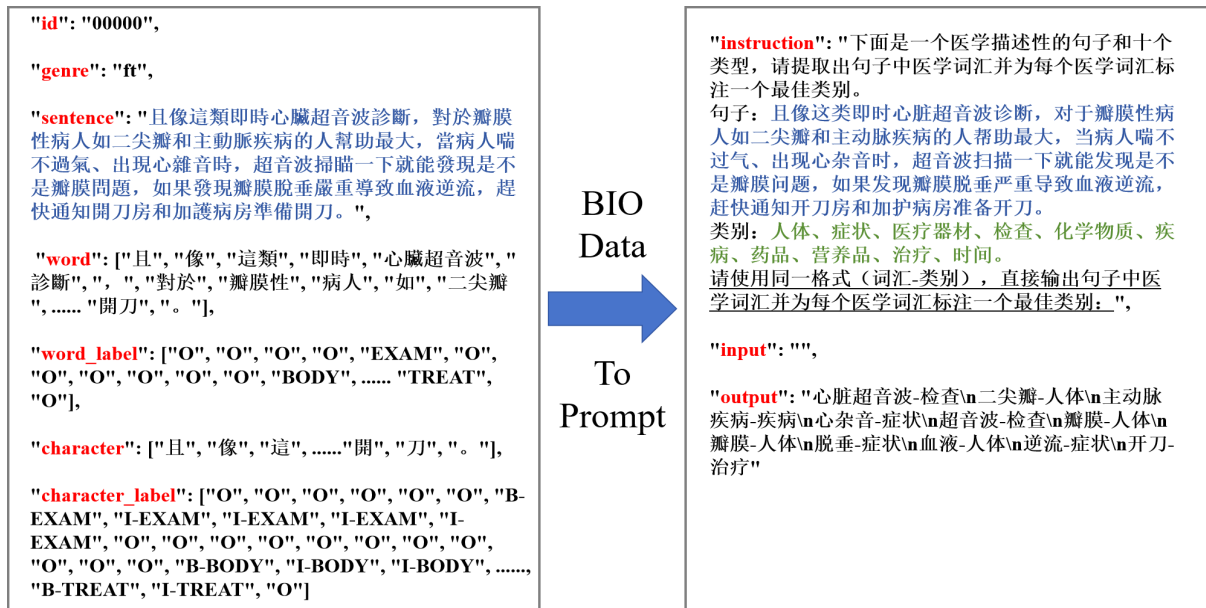 "id": "00000",
"genre": "ft",
"sentence": "且像這類即時心臟超音波診斷，對於瓣膜
性病人如二尖瓣和主動脈疾病的人幫助最大，當病人喘
不過氣、出現心雜音時，超音波掃瞄一下就能發現是不
是瓣膜問題，如果發現瓣膜脫垂嚴重導致血液逆流，趕
快通知開刀房和加護病房準備開刀。",
"word": ["且", "像", "這類", "即時", "心臟超音波", "
診斷", "，", "對於", "瓣膜性", "病人", "如", "二尖瓣
", ...... "開刀", "。"],
"word_label": ["O", "O", "O", "O", "EXAM", "O",
"O", "O", "O", "O", "O", "BODY", ...... "TREAT",
"O"],
"character": ["且", "像", "這", ......"開", "刀", "。"],
"character_label": ["O", "O", "O", "O", "O", "O", "B-
EXAM", "I-EXAM", "I-EXAM", "I-EXAM", "I-
EXAM", "O", "O", "O", "O", "O", "O", "O", "O",
"O", "O", "O", "B-BODY", "I-BODY", "I-BODY", ......,
"B-TREAT", "I-TREAT", "O"]
BIO
Data
To
Prompt
"instruction": "下面是一个医学描述性的句子和十个
类型，请提取出句子中医学词汇并为每个医学词汇标
注一个最佳类别。
句子：且像这类即时心脏超音波诊断，对于瓣膜性病
人如二尖瓣和主动脉疾病的人帮助最大，当病人喘不
过气、出现心杂音时，超音波扫描一下就能发现是不
是瓣膜问题，如果发现瓣膜脱垂严重导致血液逆流，
赶快通知开刀房和加护病房准备开刀。
类别：人体、症状、医疗器材、检查、化学物质、疾
病、药品、营养品、治疗、时间。
请使用同一格式（词汇-类别），直接输出句子中医
学词汇并为每个医学词汇标注一个最佳类别：",
"input": "",
"output": "心脏超音波-检查\n二尖瓣-人体\n主动脉
疾病-疾病\n心杂音-症状\n超音波-检查\n瓣膜-人体\n
瓣膜-人体\n脱垂-症状\n血液-人体\n逆流-症状\n开刀-
治疗"